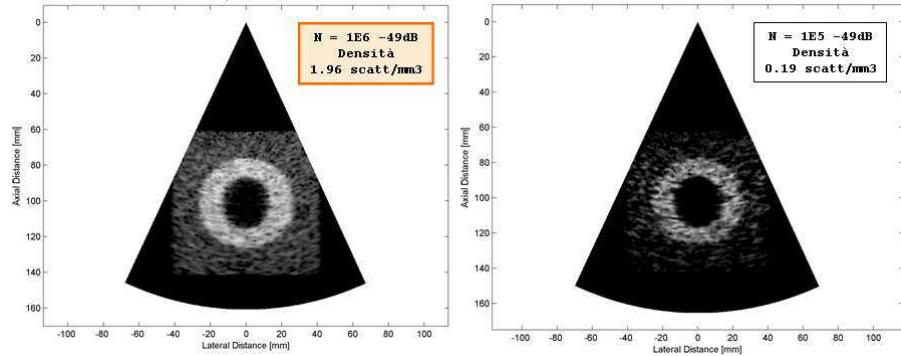 N = 1E6 -49dB
Densità
1.96 scatt/mm3
Axial Distance [mm]
0
20
40
60
80
100
120
140
160
-100 -80 -60 -40 -20 0 20 40 60 80 100
Lateral Distance [mm]
N = 1E5 -49dB
Densità
0.19 scatt/mm3
Axial Distance [mm]
0
20
40
60
80
100
120
140
160
-100 -80 -60 -40 -20 0 20 40 60 80 100
Lateral Distance [mm]